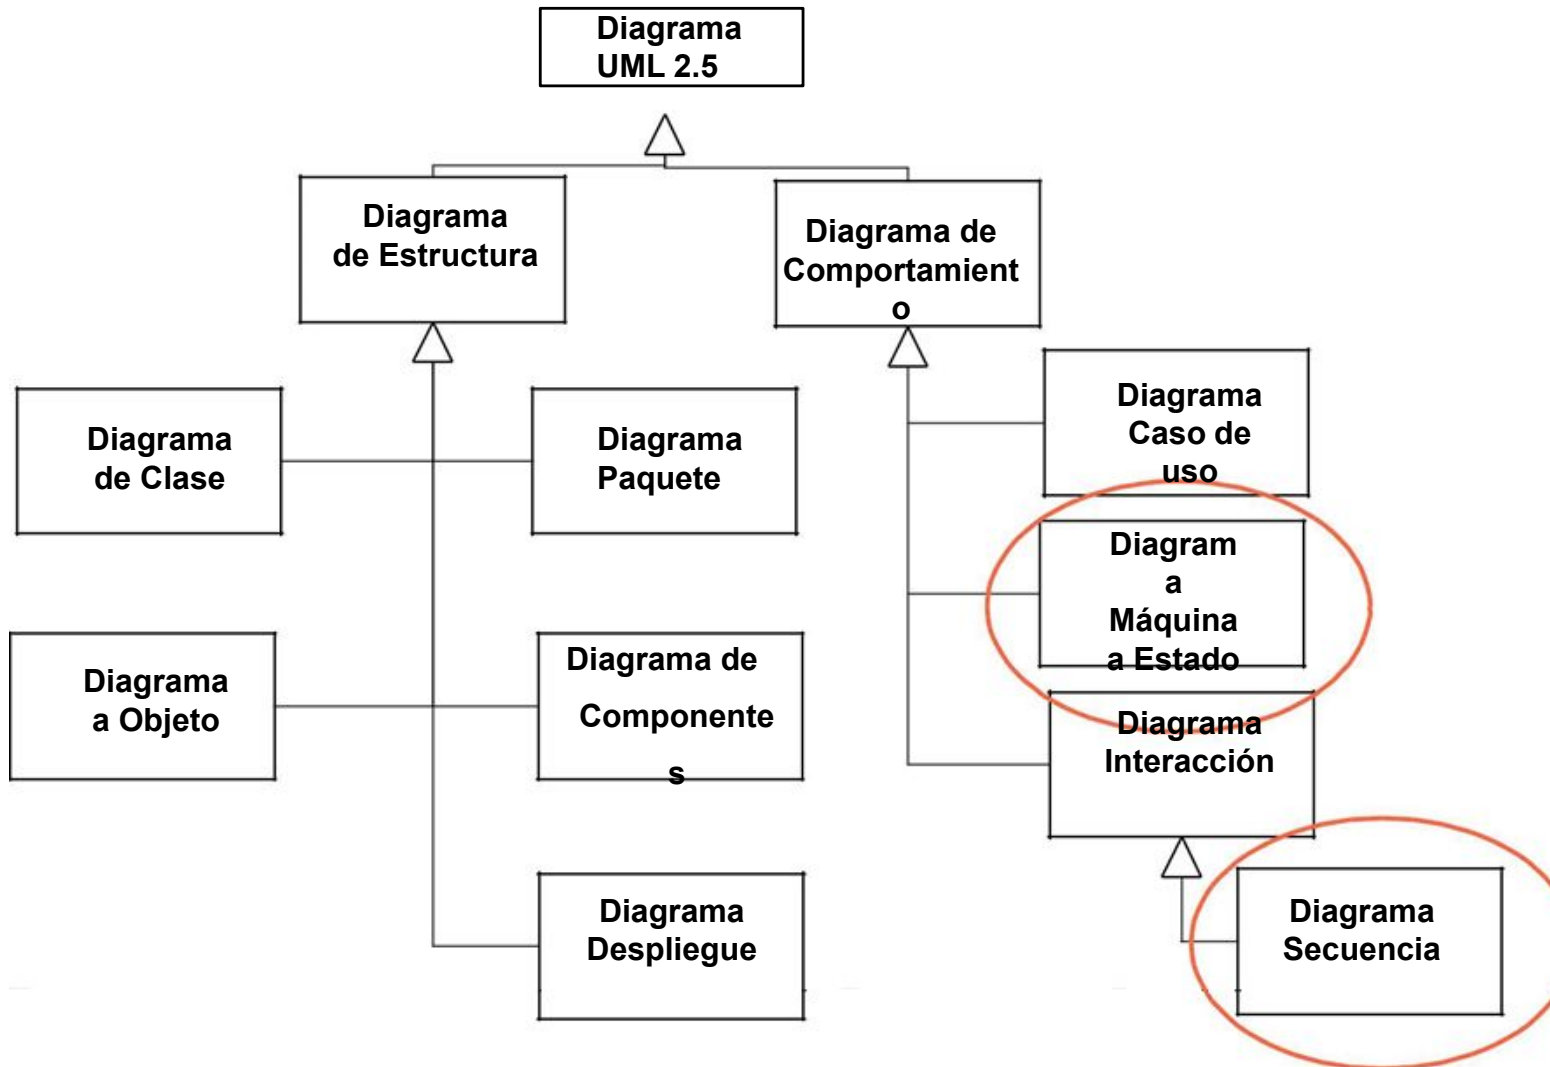 Diagrama
UML 2.5
Diagrama
de Estructura
Diagrama de
Comportamient
o
Diagrama
de Clase
Diagrama
Paquete
Diagrama
Caso de
uso
Diagram
a
Máquina
a Estado
Diagrama
a Objeto
Diagrama de
Componente
s
Diagrama
Interacción
Diagrama
Despliegue
Diagrama
Secuencia